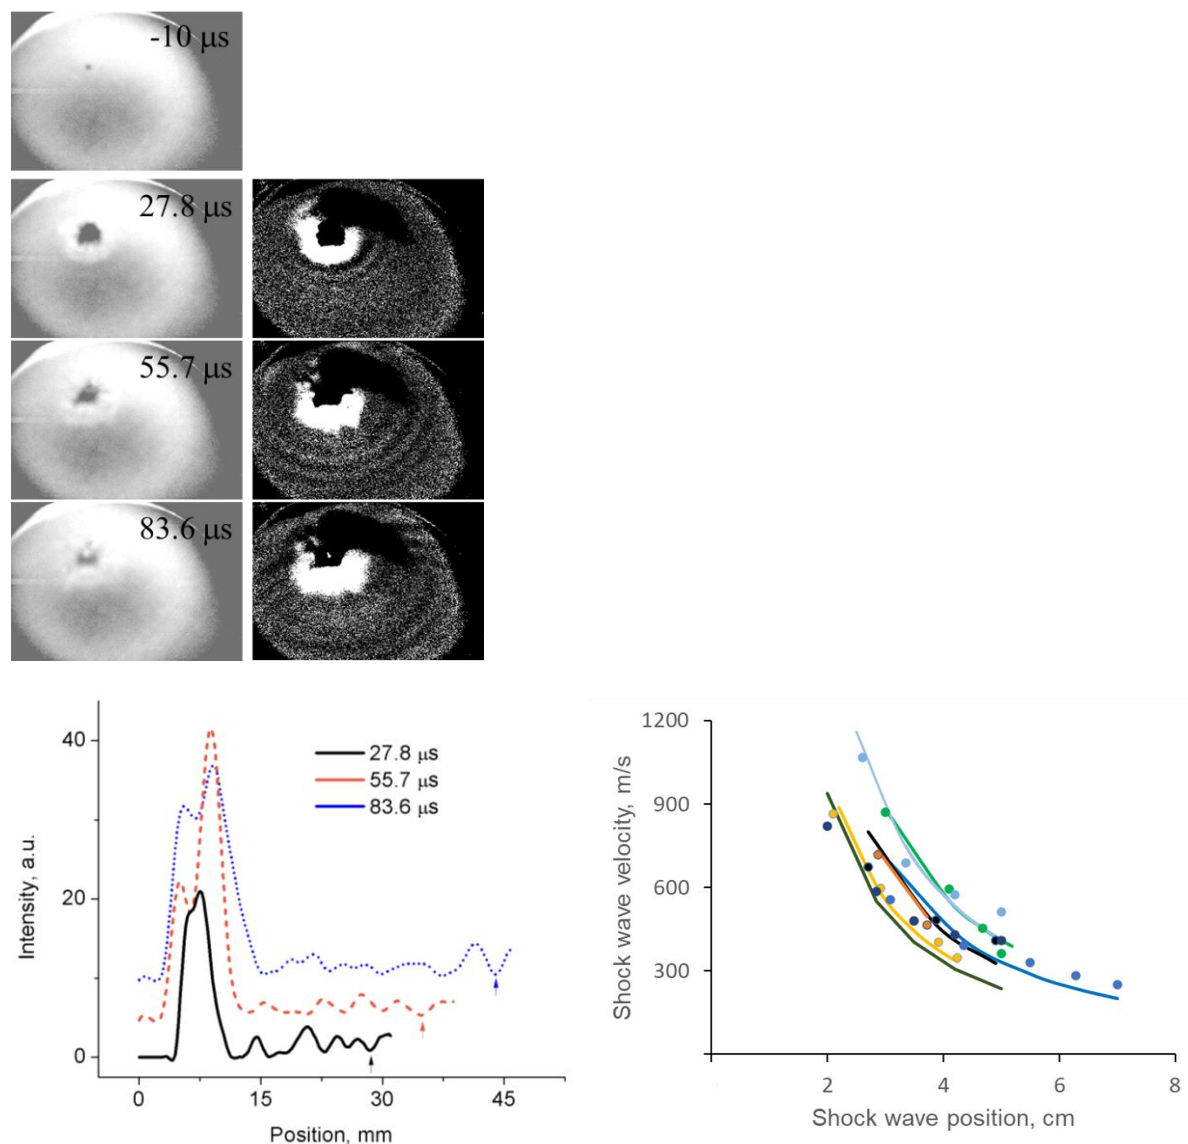 -10 μs
27.8 μs
55.7 μs
83.6 μs
Intensity, a.u.
40
20
0
27.8 μs
55.7 μs
83.6 μs
0 15 30 45
Position, mm
Shock wave velocity, m/s
1200
900
600
300
2 4 6 8
Shock wave position, cm